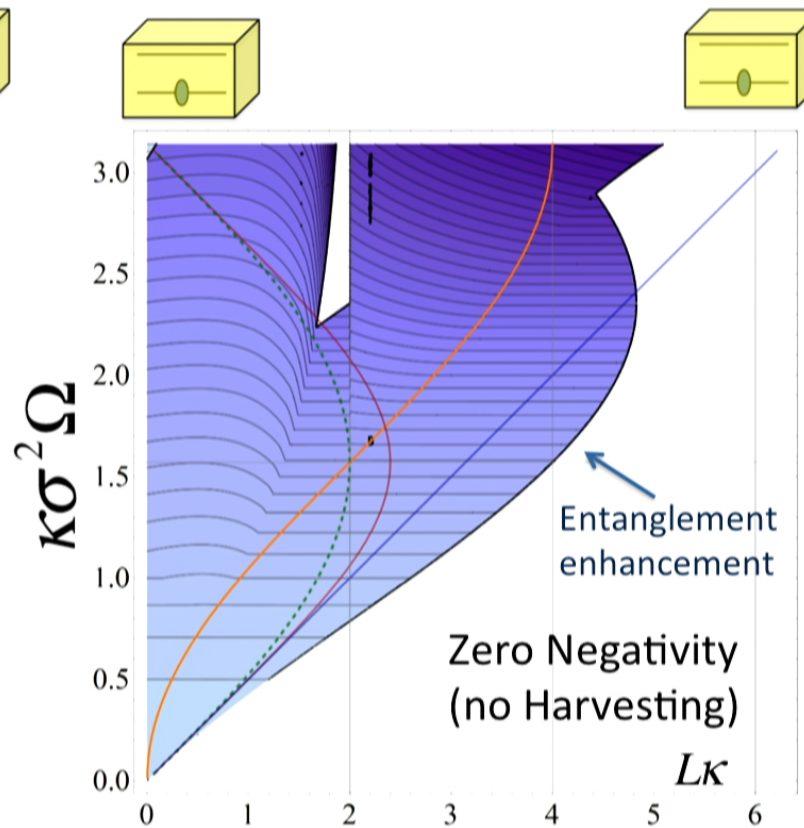 3.0
2.5
2.0
1.5
1.0
0.5
0.0
κσ²Ω
Entanglement
enhancement
Zero Negativity
(no Harvesting)
Lκ
0 1 2 3 4 5 6